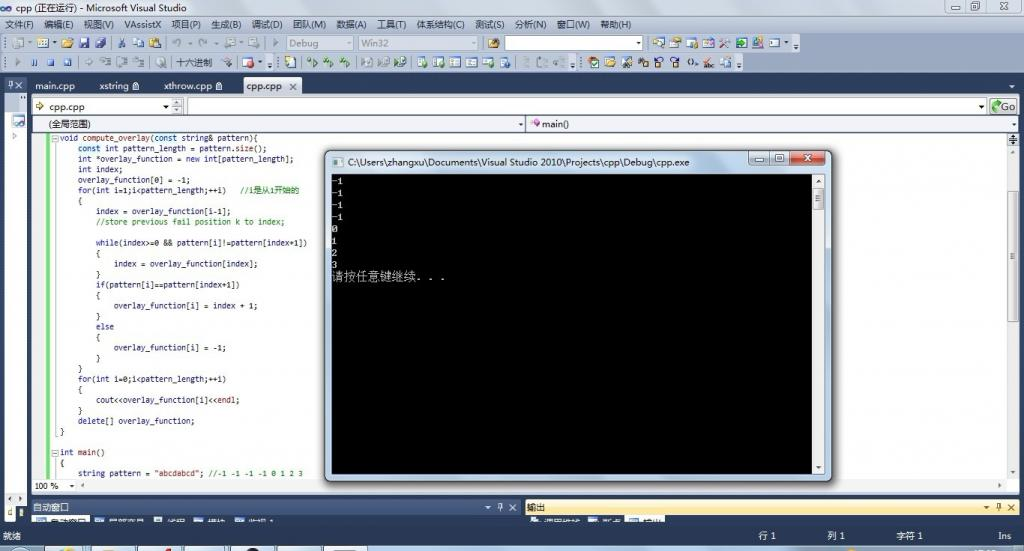 cpp (正在运行) - Microsoft Visual Studio
文件(F) 编辑(E) 视图(V) VAssistX 项目(P) 生成(B) 调试(D) 团队(M) 数据(A) 工具(T) 体系结构(C) 测试(S) 分析(N) 窗口(W) 帮助(H)
Debug Win32
十六进制
main.cpp xstring xthrow.cpp cpp.cpp
cpp.cpp Go
(全局范围) main()
void compute_overlay(const string& pattern){
const int pattern_length = pattern.size();
int *overlay_function = new int[pattern_length];
int index;
overlay_function[0] = -1;
for(int i=1;i<pattern_length;++i) //i是从1开始的
{
index = overlay_function[i-1];
//store previous fail position k to index;
while(index>=0 && pattern[i]!=pattern[index+1])
{
index = overlay_function[index];
}
if(pattern[i]==pattern[index+1])
{
overlay_function[i] = index + 1;
}
else
{
overlay_function[i] = -1;
}
}
for(int i=0;i<pattern_length;++i)
{
cout<<overlay_function[i]<<endl;
}
delete[] overlay_function;
}
int main()
{
string pattern = "abcdabcd"; //-1 -1 -1 -1 0 1 2 3
100 %
C:\Users\zhangxu\Documents\Visual Studio 2010\Projects\cpp\Debug\cpp.exe
-1
-1
-1
-1
0
1
2
3
请按任意键继续. . .
自动窗口 输出
就绪 行 1 列 1 字符 1 Ins